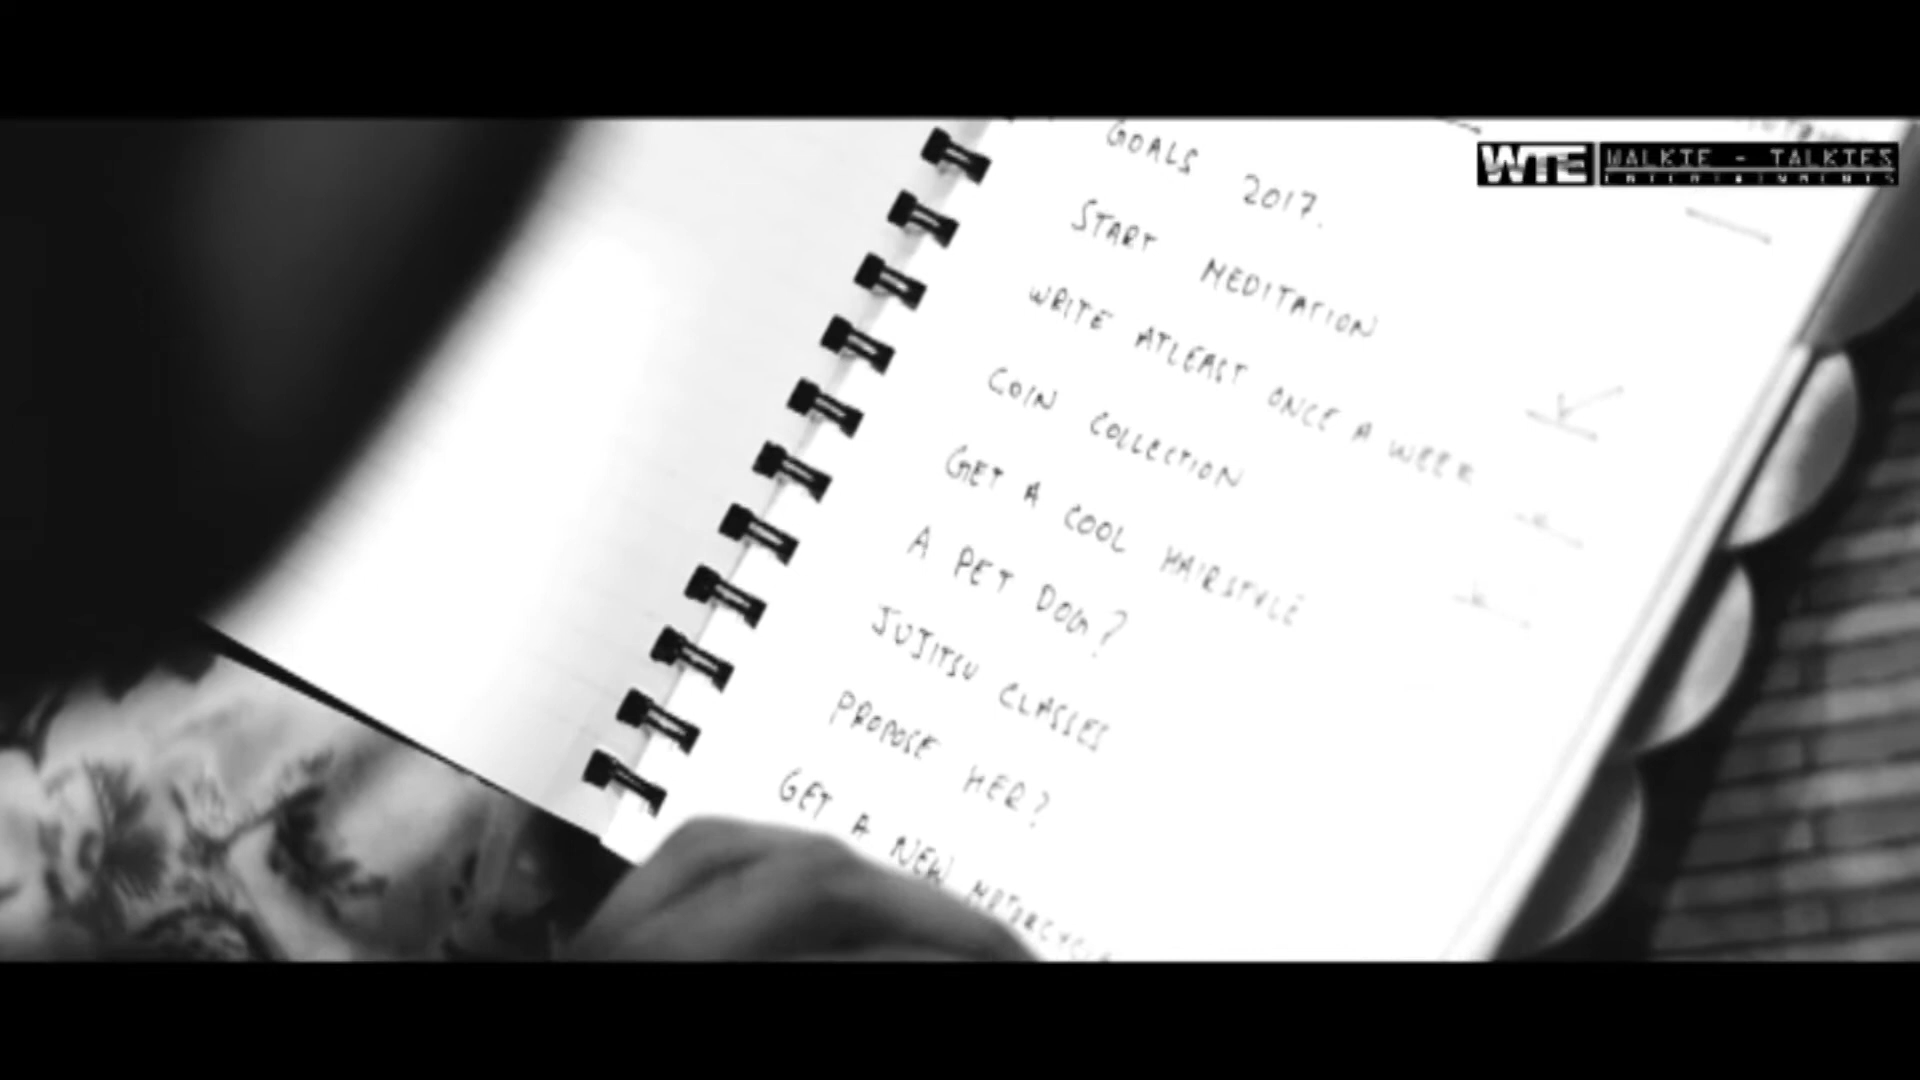 GOALS 2017.
START MEDITATION
WRITE ATLEAST ONCE A WEEK
COIN COLLECTION
GET A COOL HAIRSTYLE
A PET DOG?
JUJITSU CLASSES
PROPOSE HER?
GET A NEW
WTE WALKIE - TALKIES
ENTERTAINMENTS